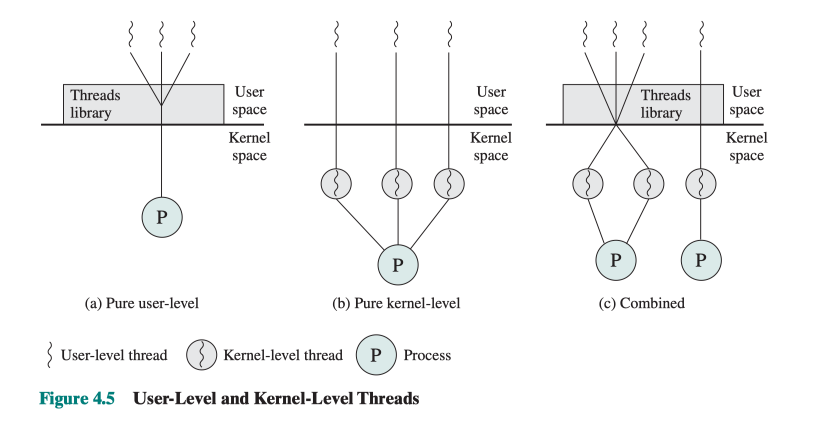 Threads
library
User
space
Kernel
space
P
(a) Pure user-level
User
space
Kernel
space
P
(b) Pure kernel-level
Threads
library
User
space
Kernel
space
P
P
(c) Combined
User-level thread
Kernel-level thread
P
Process
Figure 4.5 User-Level and Kernel-Level Threads